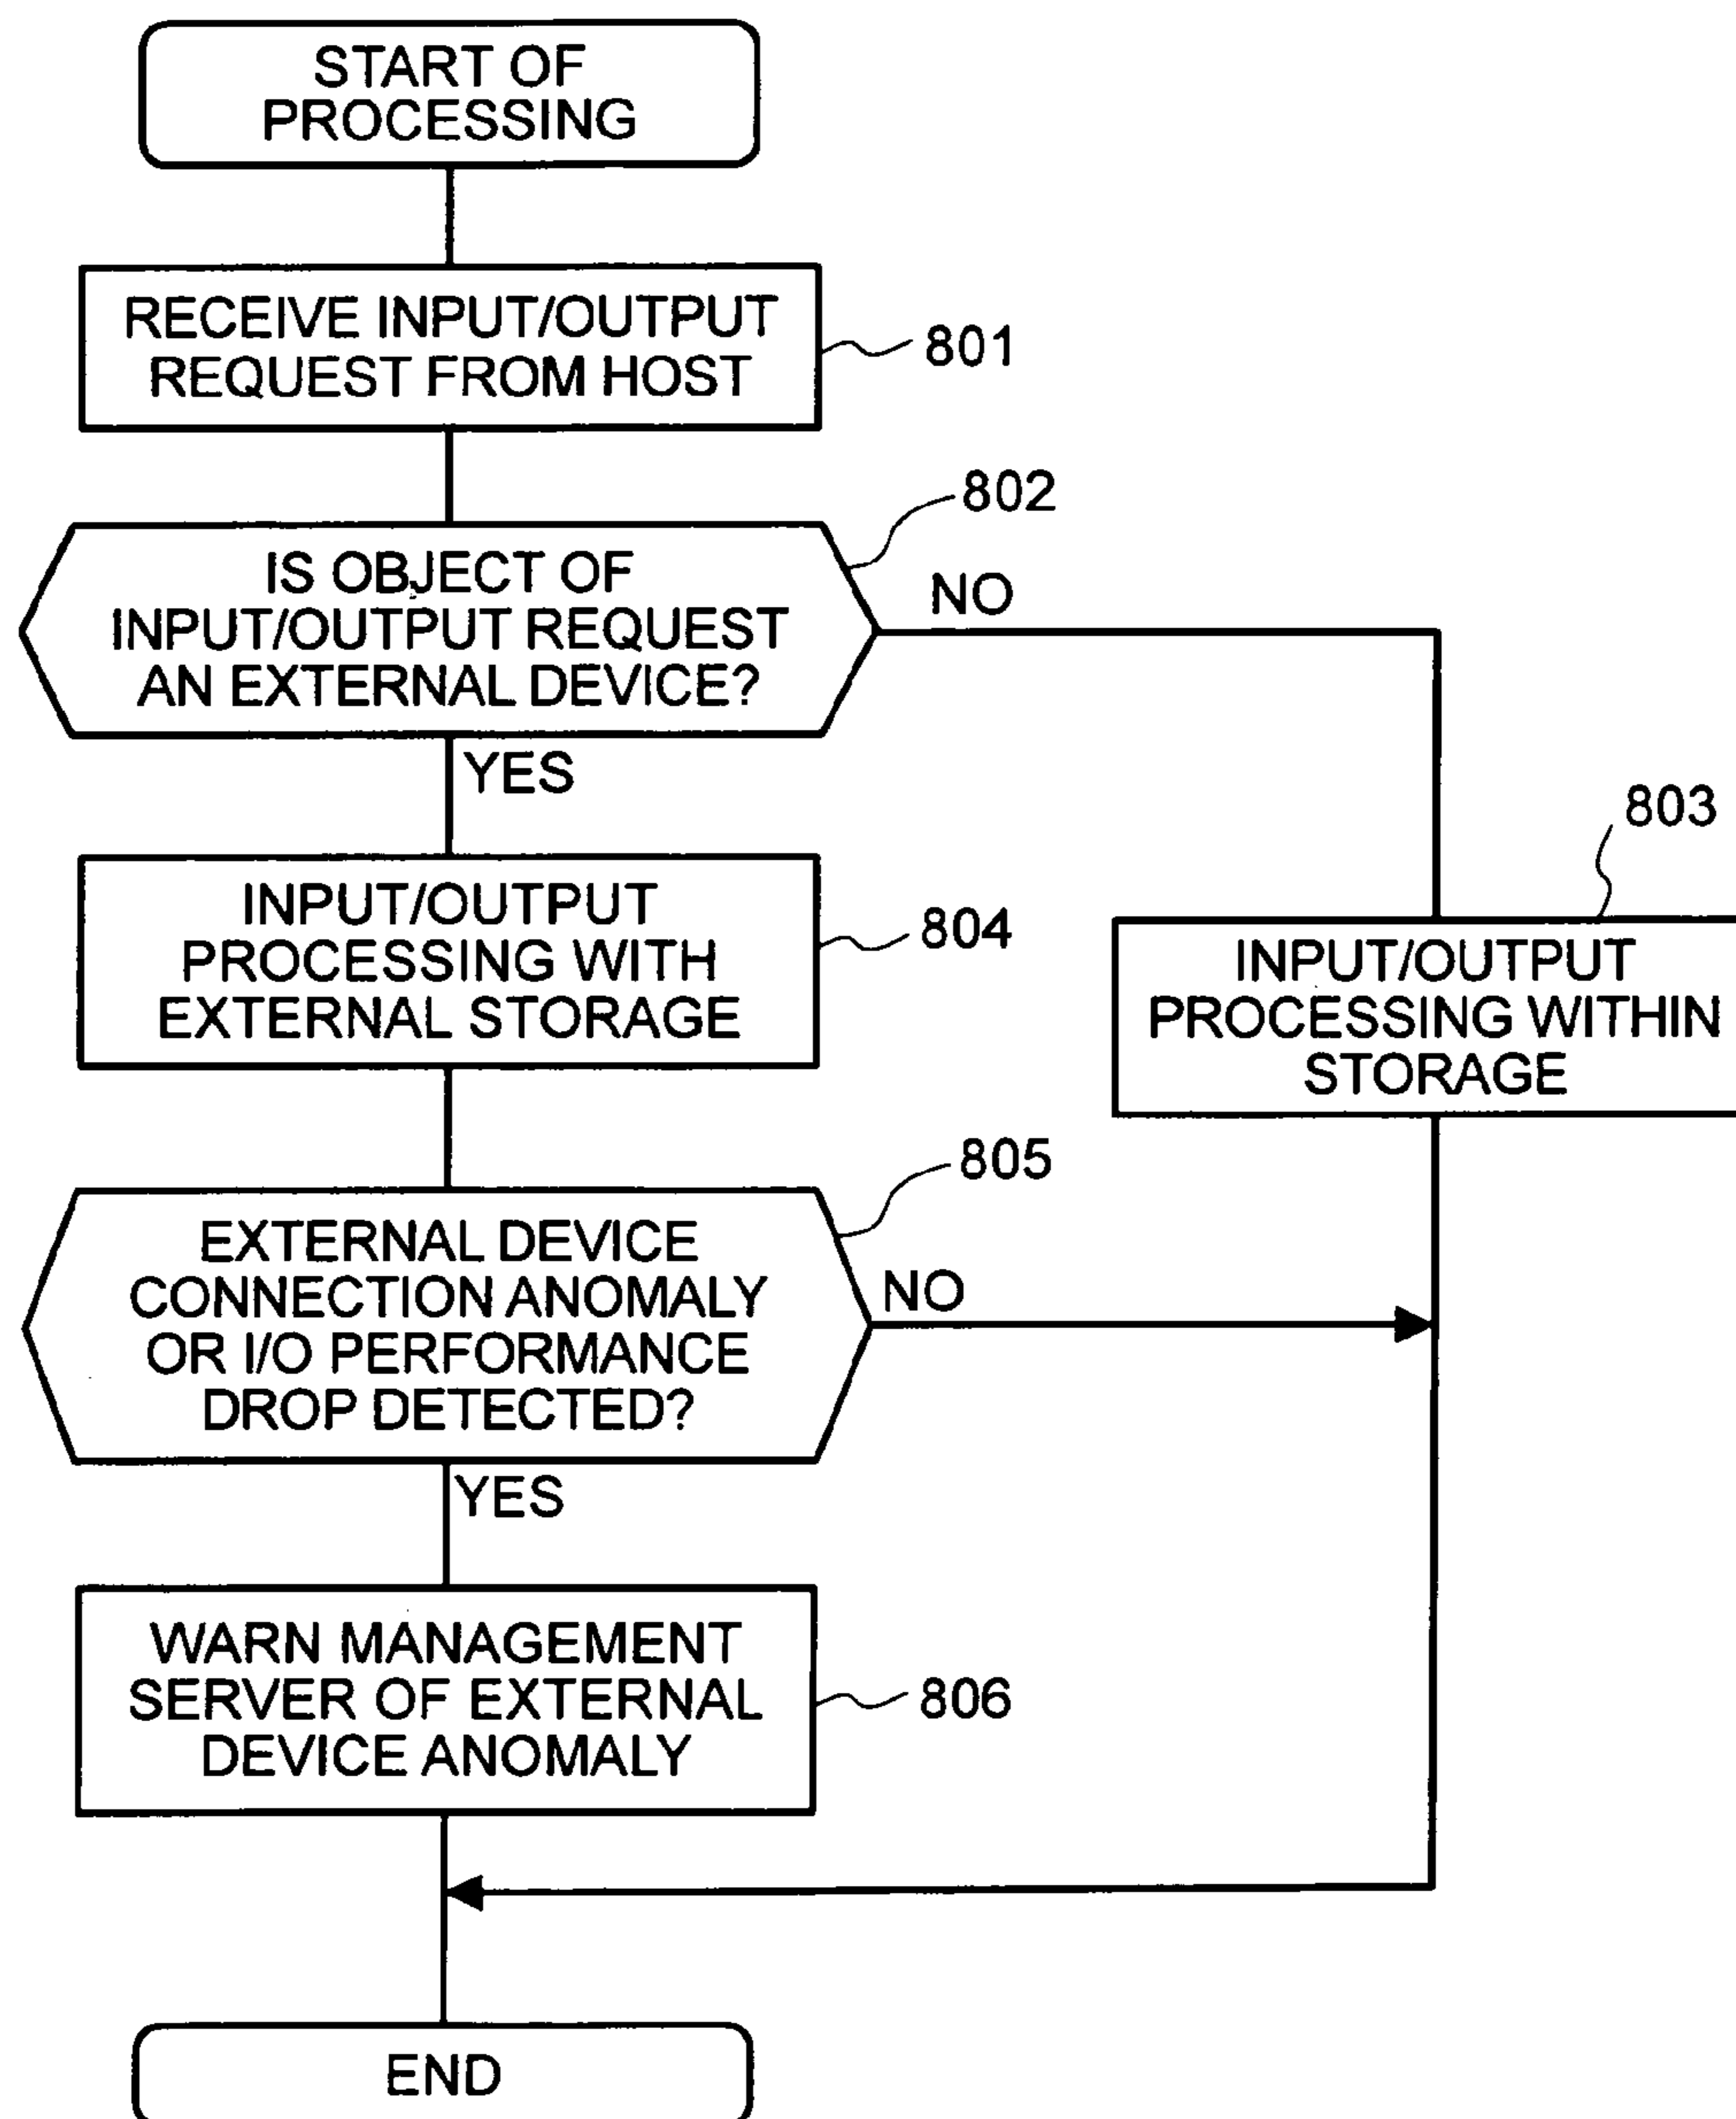 START OF
PROCESSING
RECEIVE INPUT/OUTPUT
REQUEST FROM HOST
801
802
IS OBJECT OF
INPUT/OUTPUT REQUEST
AN EXTERNAL DEVICE?
NO
YES
803
INPUT/OUTPUT
PROCESSING WITH
EXTERNAL STORAGE
804
INPUT/OUTPUT
PROCESSING WITHIN
STORAGE
805
EXTERNAL DEVICE
CONNECTION ANOMALY
OR I/O PERFORMANCE
DROP DETECTED?
NO
YES
WARN MANAGEMENT
SERVER OF EXTERNAL
DEVICE ANOMALY
806
END